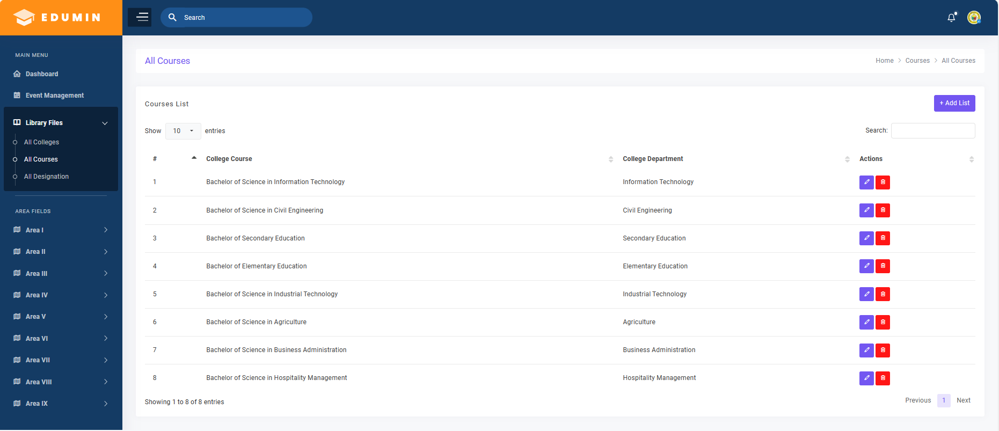 EDUMIN
Search
MAIN MENU
Dashboard
Event Management
Library Files
All Colleges
All Courses
All Designation
AREA FIELDS
Area I
Area II
Area III
Area IV
Area V
Area VI
Area VII
Area VIII
Area IX
All Courses
Home > Courses > All Courses
Courses List
+ Add List
Show 10 entries
Search:
# College Course College Department Actions
1 Bachelor of Science in Information Technology Information Technology
2 Bachelor of Science in Civil Engineering Civil Engineering
3 Bachelor of Secondary Education Secondary Education
4 Bachelor of Elementary Education Elementary Education
5 Bachelor of Science in Industrial Technology Industrial Technology
6 Bachelor of Science in Agriculture Agriculture
7 Bachelor of Science in Business Administration Business Administration
8 Bachelor of Science in Hospitality Management Hospitality Management
Showing 1 to 8 of 8 entries
Previous 1 Next